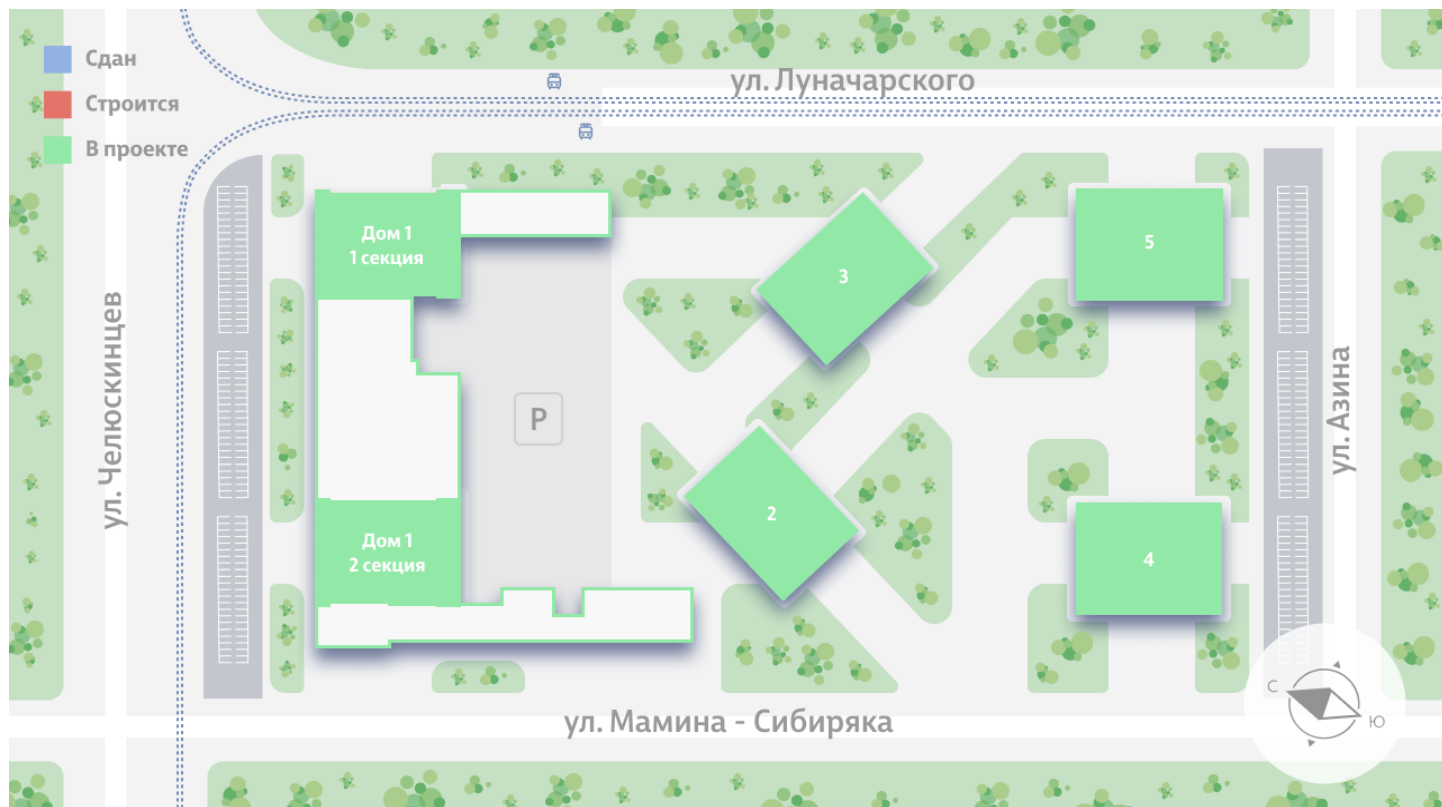 Сдан
Строится
В проекте
ул. Луначарского
Дом 1
1 секция
3
5
ул. Челюскинцев
P
ул. Азина
2
Дом 1
2 секция
4
С
Ю
ул. Мамина - Сибиряка